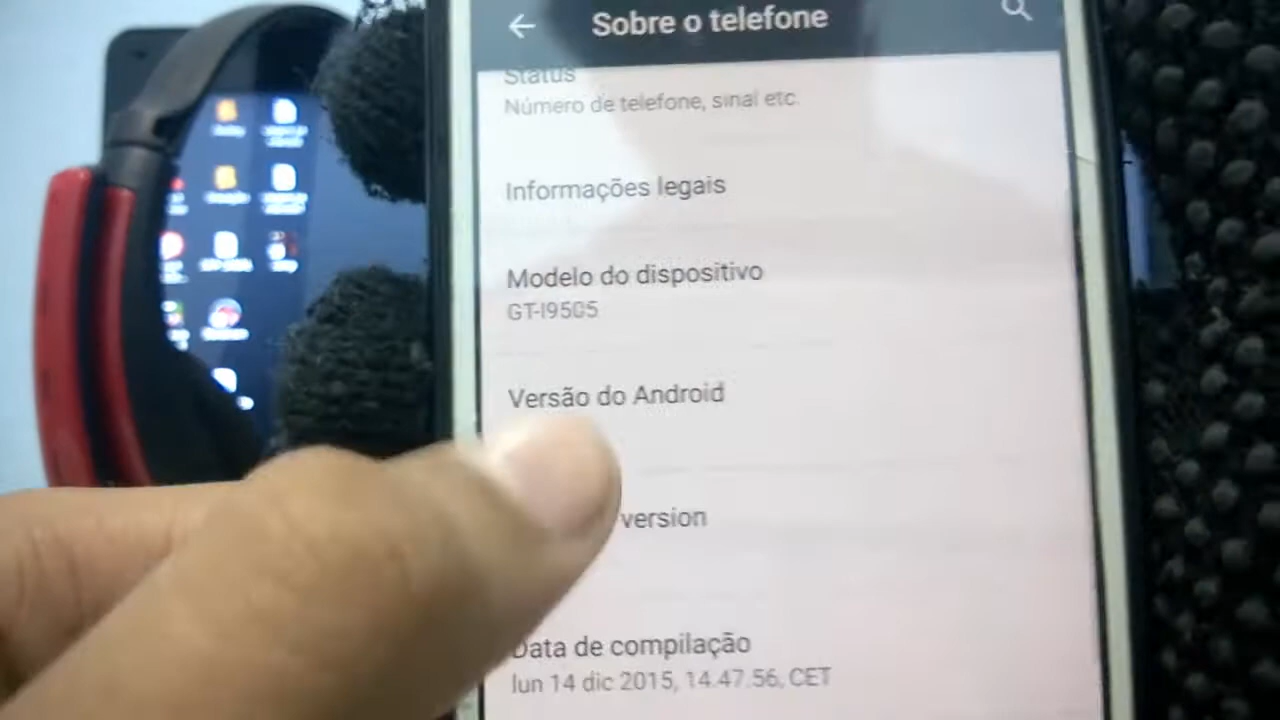 Sobre o telefone
Status
Número de telefone, sinal etc.
Informações legais
Modelo do dispositivo
GT-I9505
Versão do Android
version
Data de compilação
lun 14 dic 2015, 14.47.56, CET